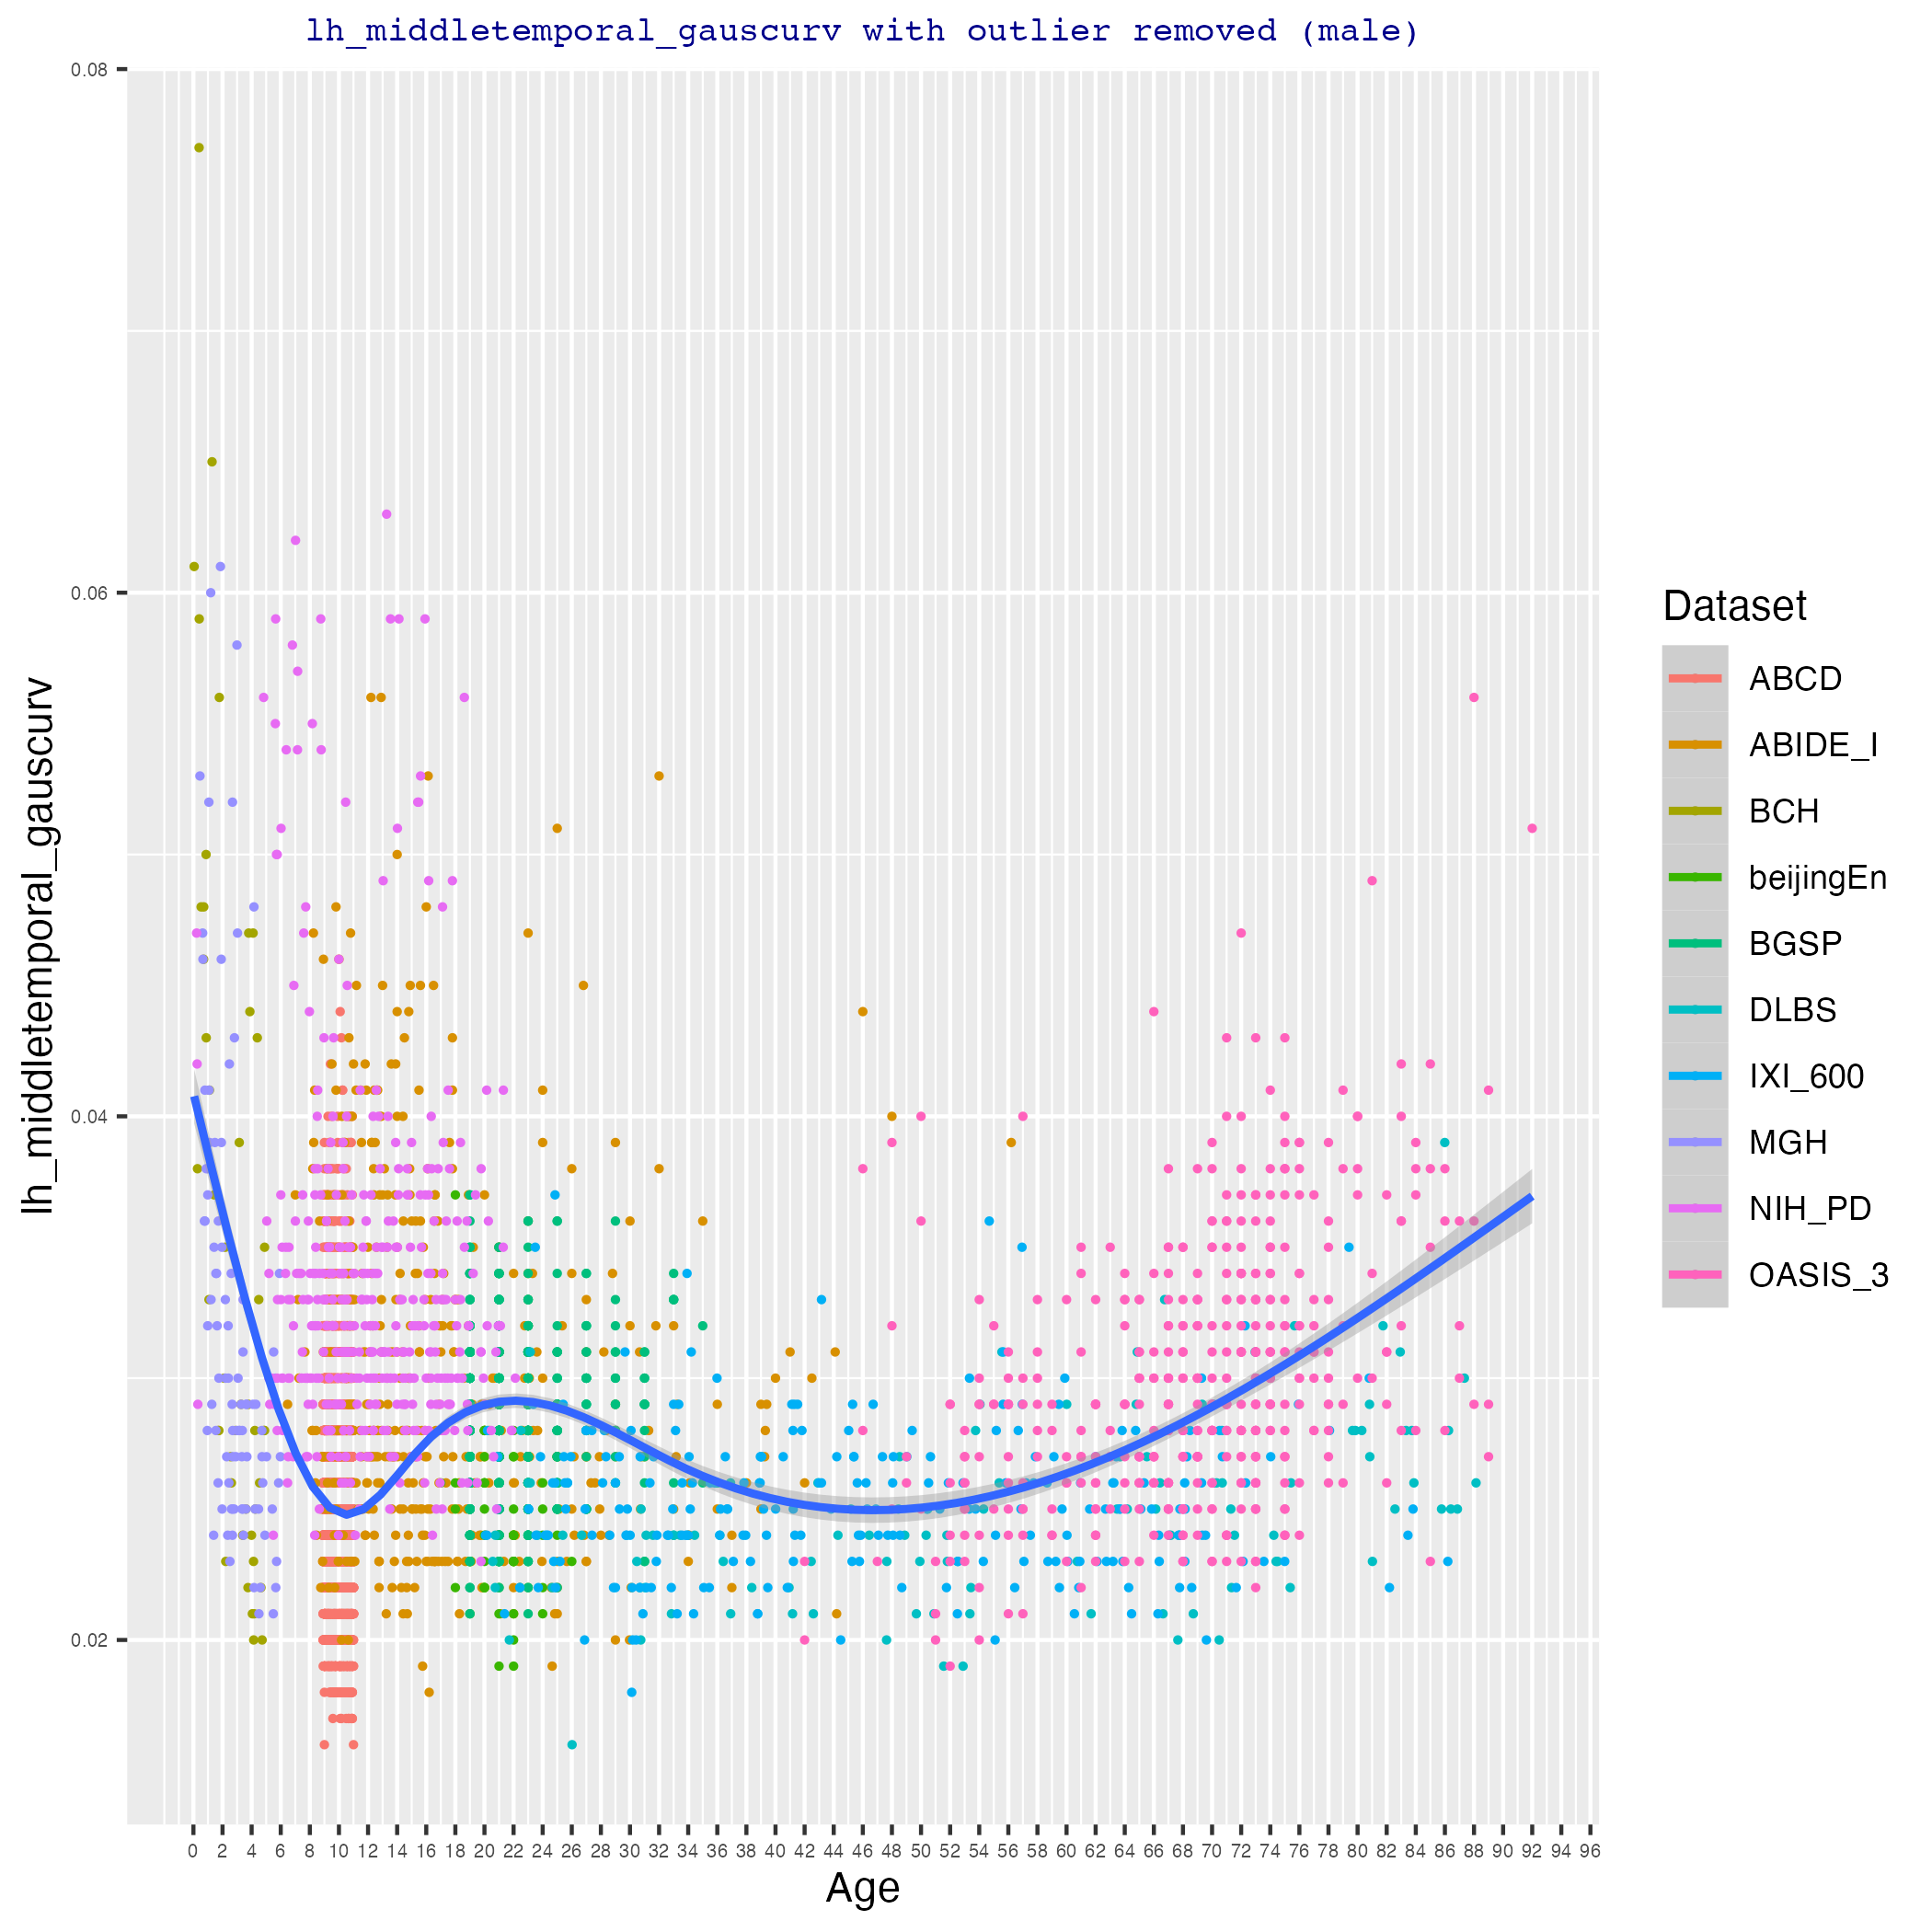 lh_middletemporal_gauscurv with outlier removed (male)
lh_middletemporal_gauscurv
0.08
0.06
0.04
0.02
0 2 4 6 8 10 12 14 16 18 20 22 24 26 28 30 32 34 36 38 40 42 44 46 48 50 52 54 56 58 60 62 64 66 68 70 72 74 76 78 80 82 84 86 88 90 92 94 96
Age
Dataset
ABCD
ABIDE_I
BCH
beijingEn
BGSP
DLBS
IXI_600
MGH
NIH_PD
OASIS_3